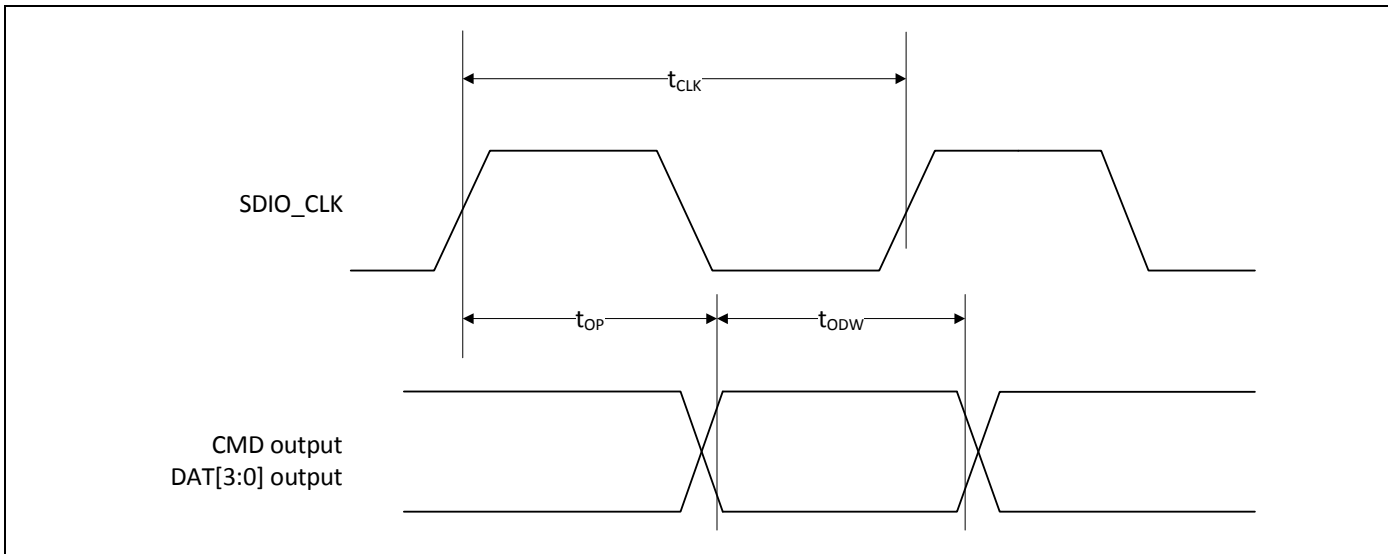 tCLK
SDIO_CLK
tOP
tODW
CMD output
DAT[3:0] output